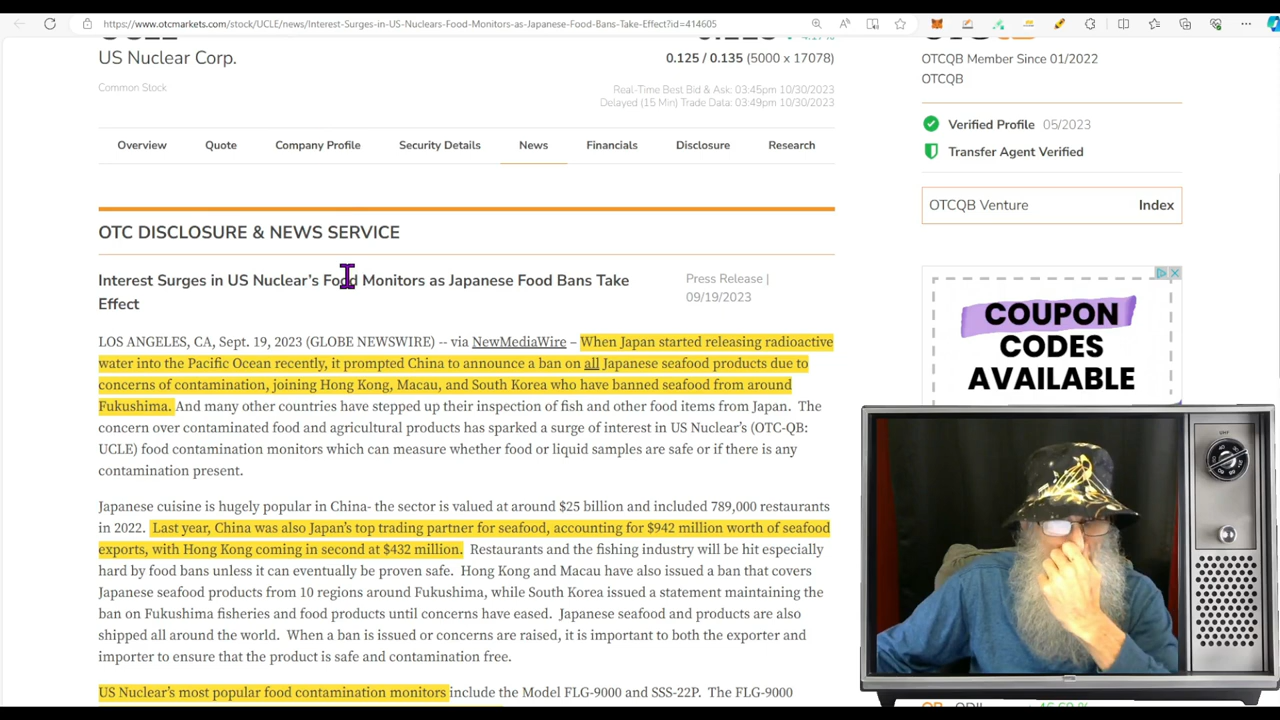 https://www.otcmarkets.com/stock/UCLE/news/Interest-Surges-in-US-Nuclears-Food-Monitors-as-Japanese-Food-Bans-Take-Effect?id=414605
US Nuclear Corp.
0.125 / 0.135 (5000 x 17078)
Common Stock
Real-Time Best Bid & Ask: 03:45pm 10/30/2023
Delayed (15 Min) Trade Data: 03:49pm 10/30/2023
Overview Quote Company Profile Security Details News Financials Disclosure Research
OTC DISCLOSURE & NEWS SERVICE
Interest Surges in US Nuclear's Food Monitors as Japanese Food Bans Take
Effect
Press Release |
09/19/2023
LOS ANGELES, CA, Sept. 19, 2023 (GLOBE NEWSWIRE) -- via NewMediaWire – When Japan started releasing radioactive
water into the Pacific Ocean recently, it prompted China to announce a ban on all Japanese seafood products due to
concerns of contamination, joining Hong Kong, Macau, and South Korea who have banned seafood from around
Fukushima. And many other countries have stepped up their inspection of fish and other food items from Japan. The
concern over contaminated food and agricultural products has sparked a surge of interest in US Nuclear's (OTC-QB:
UCLE) food contamination monitors which can measure whether food or liquid samples are safe or if there is any
contamination present.
Japanese cuisine is hugely popular in China- the sector is valued at around $25 billion and included 789,000 restaurants
in 2022. Last year, China was also Japan's top trading partner for seafood, accounting for $942 million worth of seafood
exports, with Hong Kong coming in second at $432 million. Restaurants and the fishing industry will be hit especially
hard by food bans unless it can eventually be proven safe. Hong Kong and Macau have also issued a ban that covers
Japanese seafood products from 10 regions around Fukushima, while South Korea issued a statement maintaining the
ban on Fukushima fisheries and food products until concerns have eased. Japanese seafood and products are also
shipped all around the world. When a ban is issued or concerns are raised, it is important to both the exporter and
importer to ensure that the product is safe and contamination free.
US Nuclear's most popular food contamination monitors include the Model FLG-9000 and SSS-22P. The FLG-9000
OTCQB Member Since 01/2022
OTCQB
Verified Profile 05/2023
Transfer Agent Verified
OTCQB Venture Index
COUPON
CODES
AVAILABLE